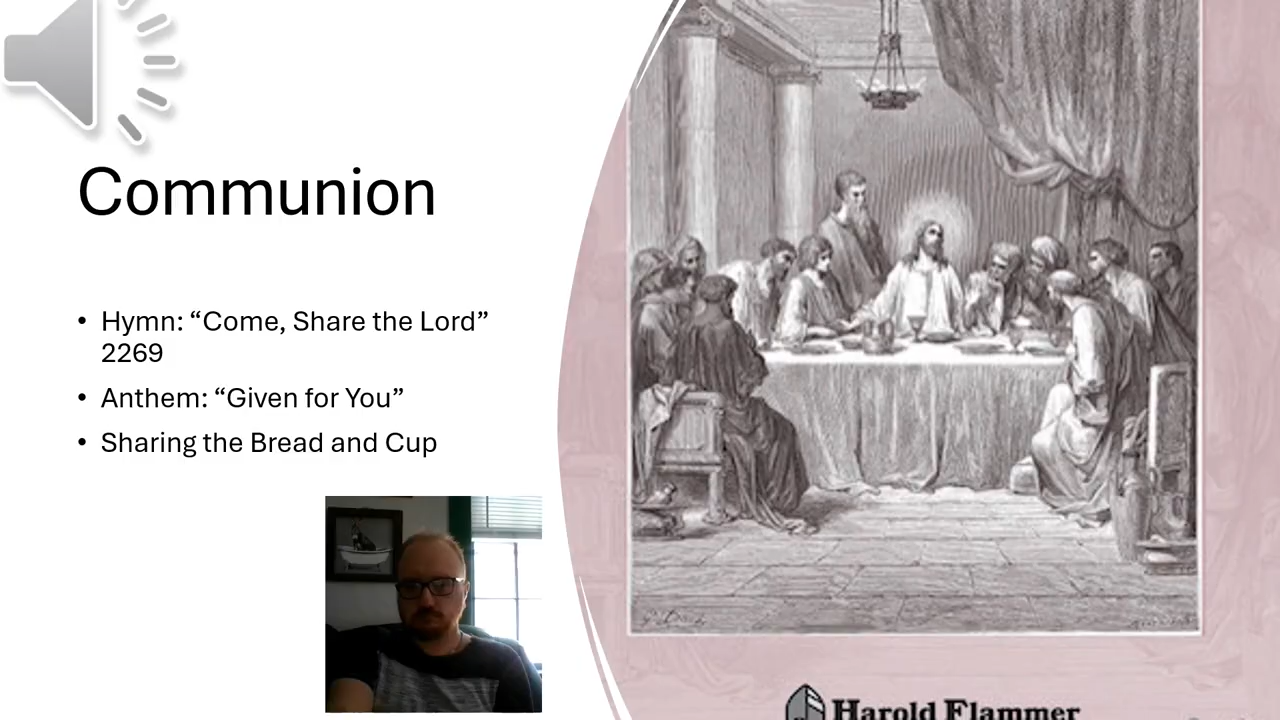 Communion
• Hymn: “Come, Share the Lord”
2269
• Anthem: “Given for You”
• Sharing the Bread and Cup
Harold Flammer